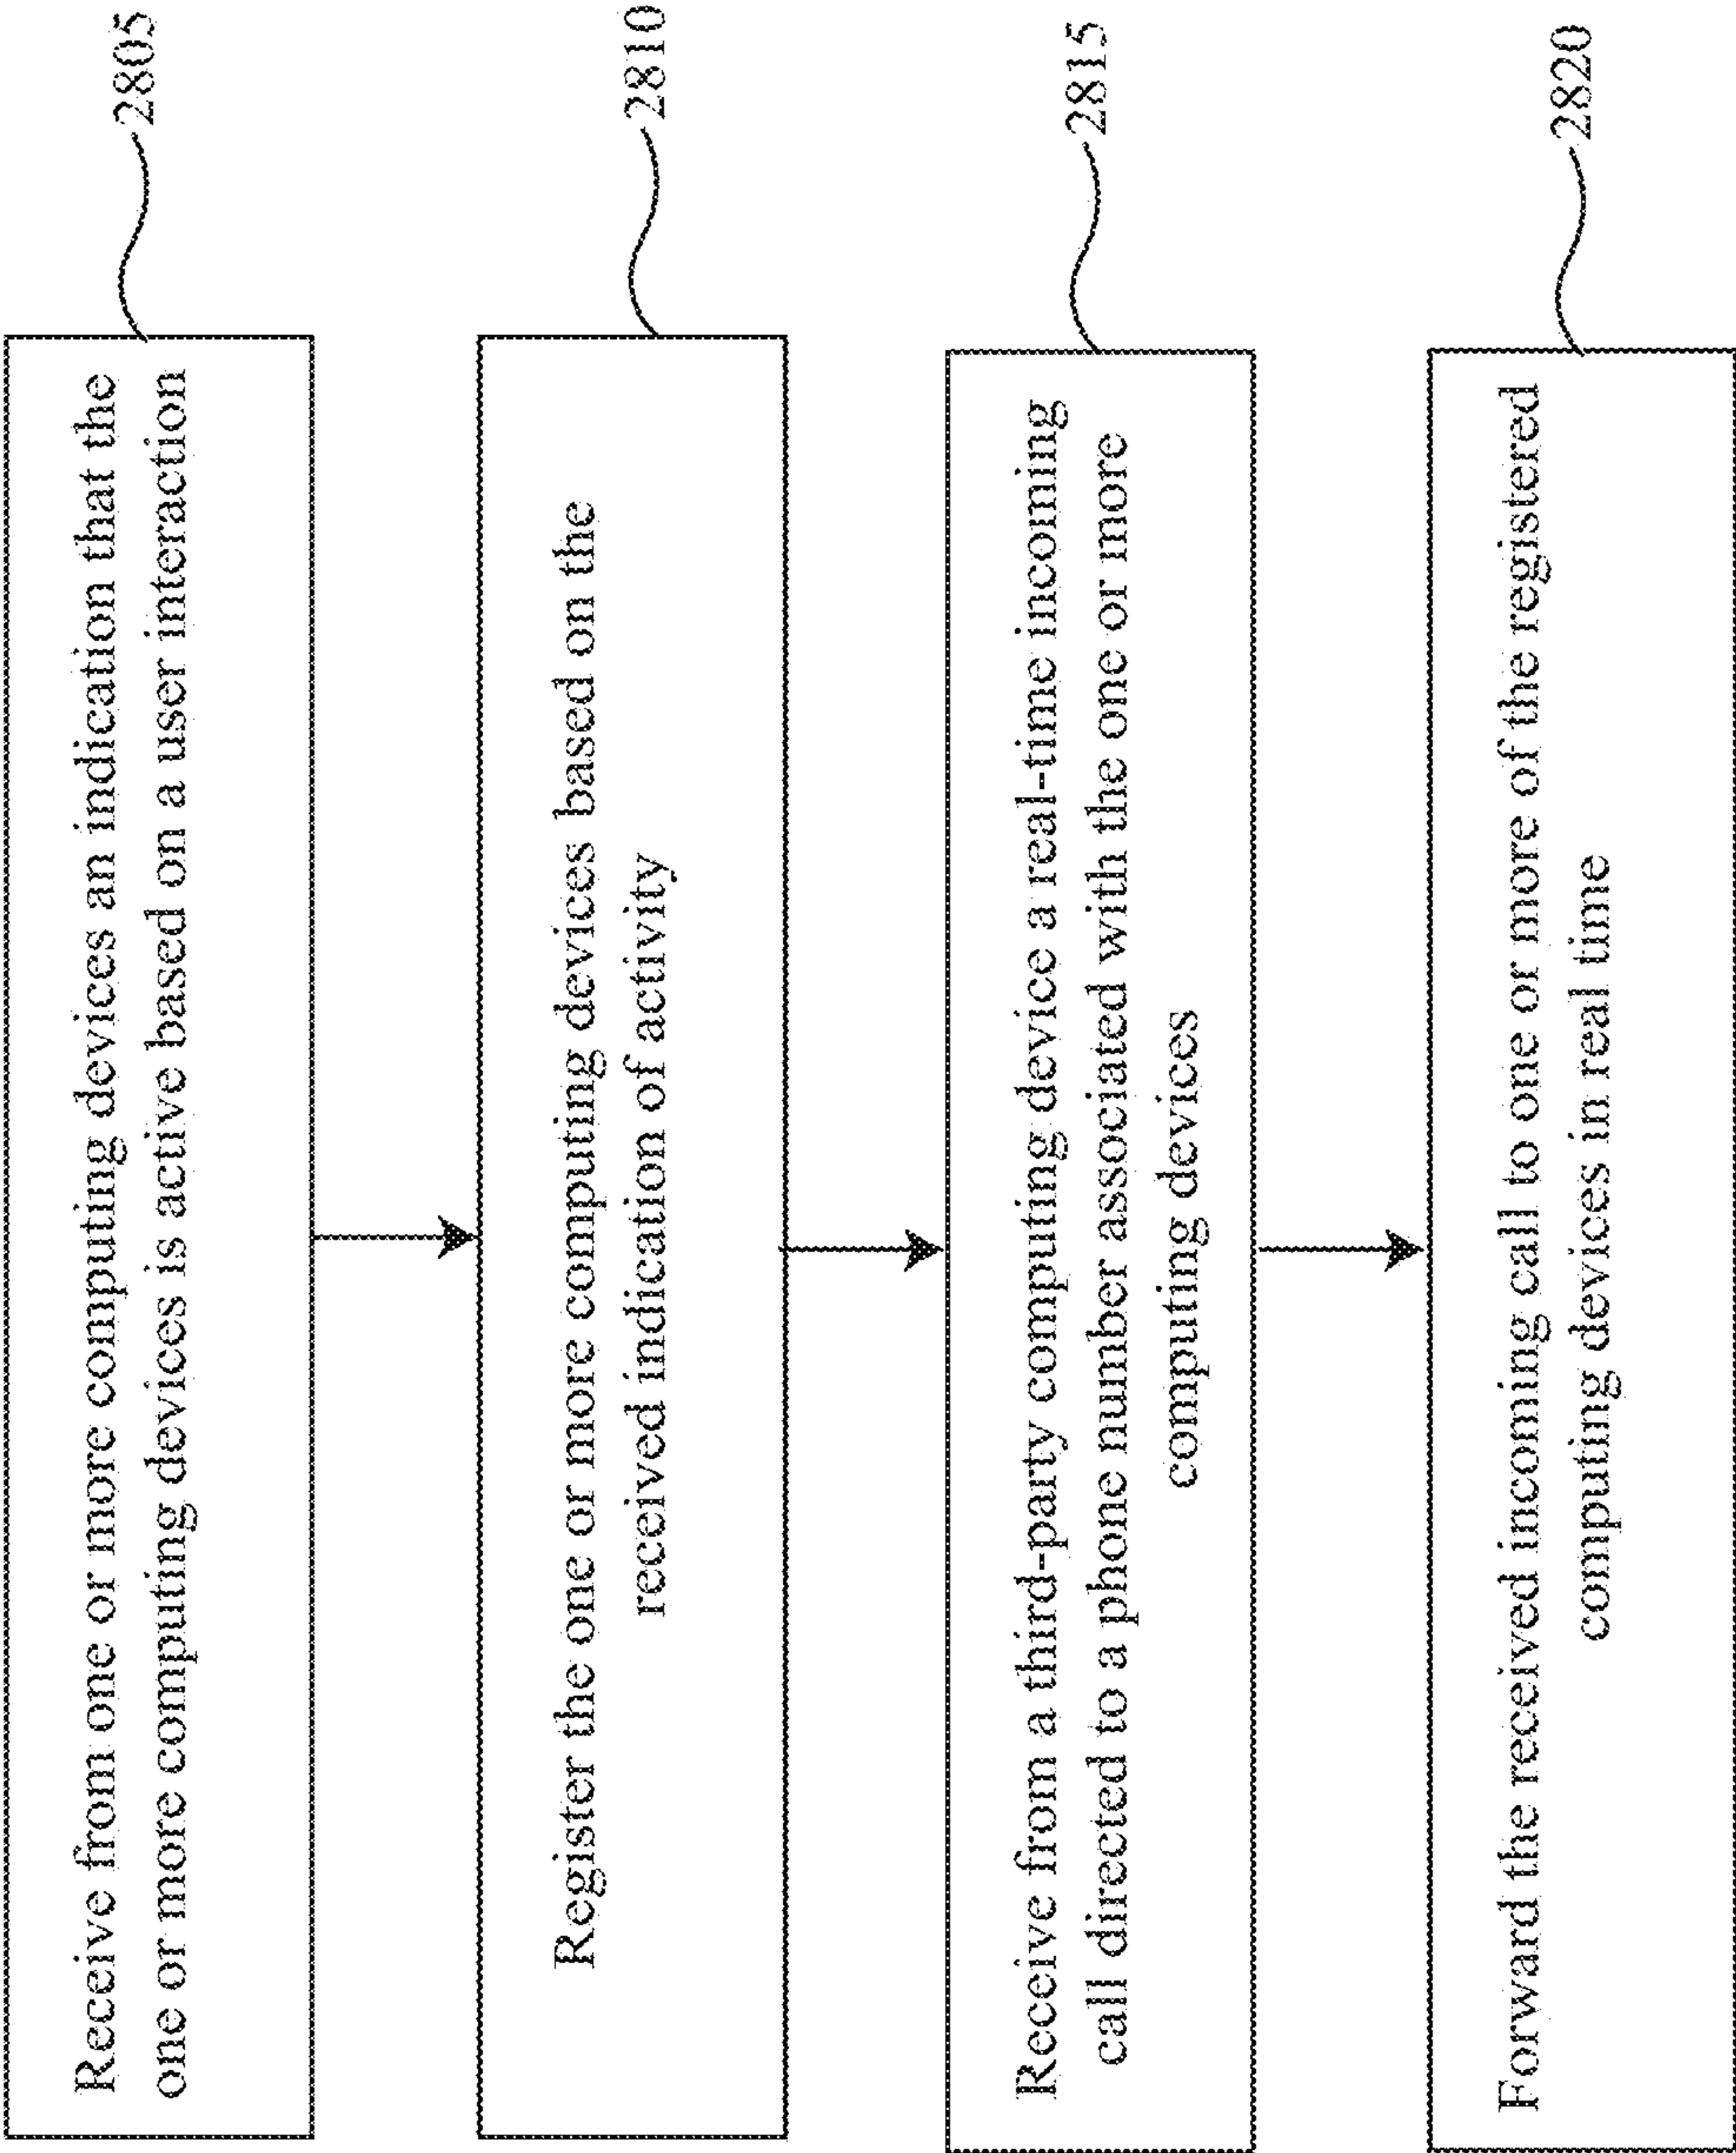 Receive from one or more computing devices an indication that the
one or more computing devices is active based on a user interaction
2805
Register the one or more computing devices based on the
received indication of activity
2810
Receive from a third-party computing device a real-time incoming
call directed to a phone number associated with the one or more
computing devices
2815
Forward the received incoming call to one or more of the registered
computing devices in real time
2820